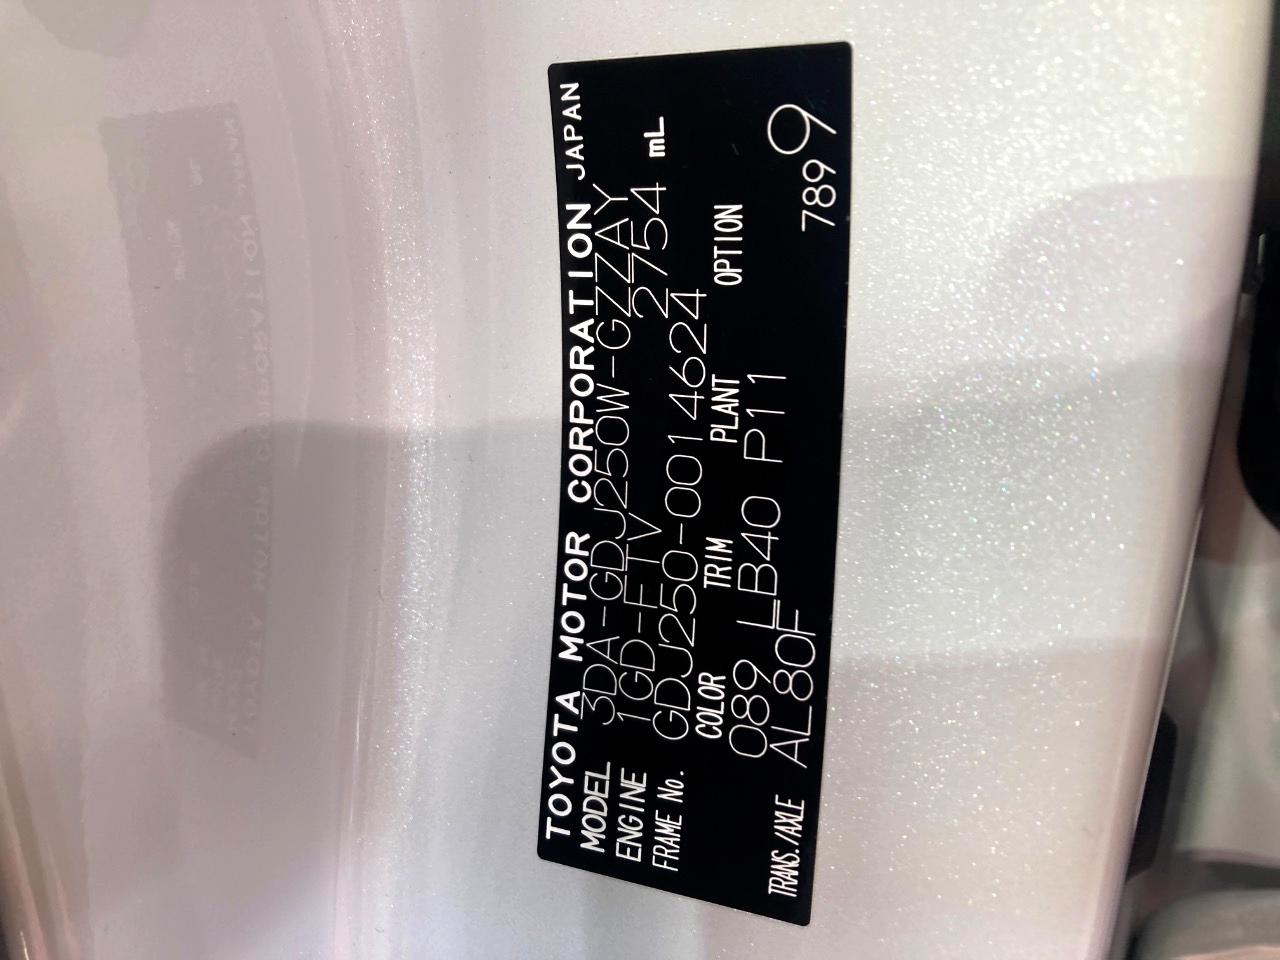 TOYOTA MOTOR CORPORATION JAPAN
MODEL 3DA-GDJ250W-GZZAY
ENGINE 1GD-FTV 2754 mL
FRAME No. GDJ250-0014624
COLOR TRIM PLANT OPTION
089 LB40 P11
TRANS./AXLE AL80F 7899